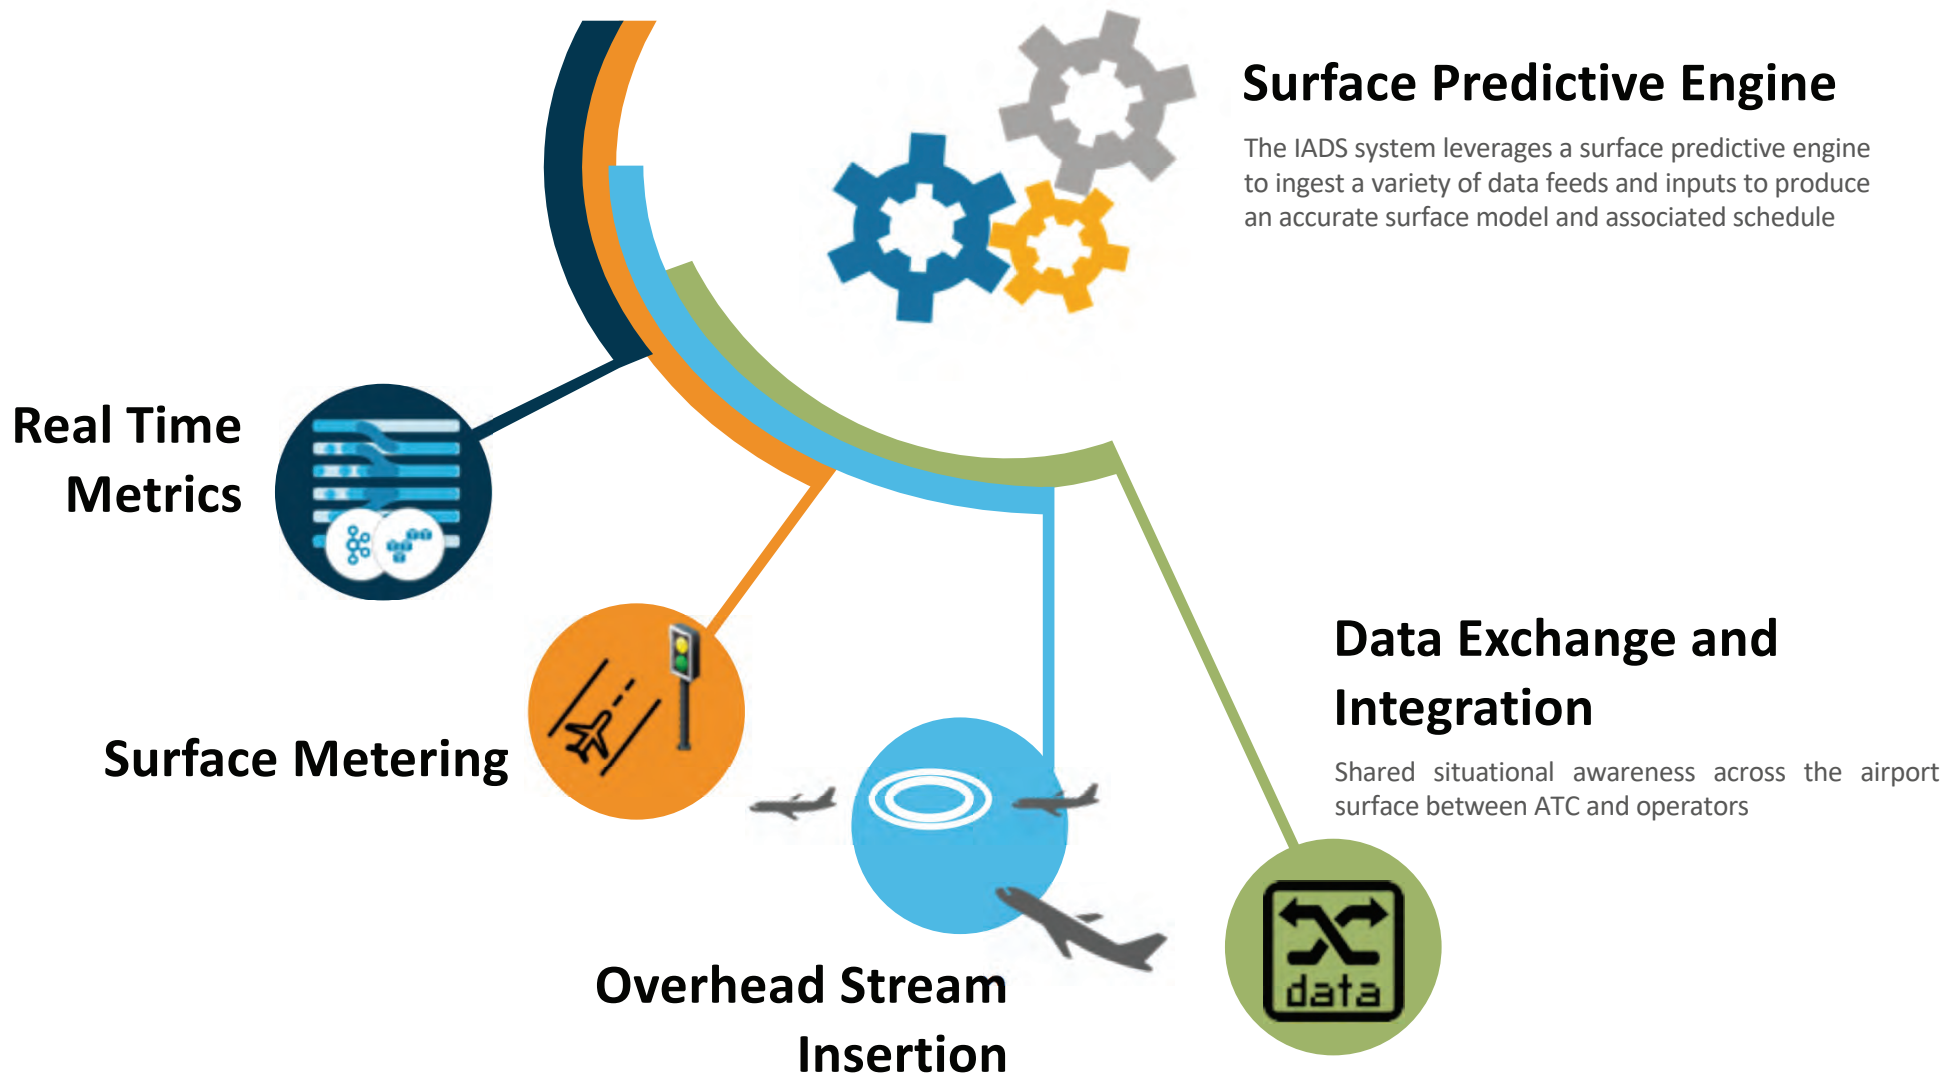 Surface Predictive Engine
The IADS system leverages a surface predictive engine
to ingest a variety of data feeds and inputs to produce
an accurate surface model and associated schedule
Real Time
Metrics
Surface Metering
Overhead Stream
Insertion
Data Exchange and
Integration
Shared situational awareness across the airport
surface between ATC and operators
data